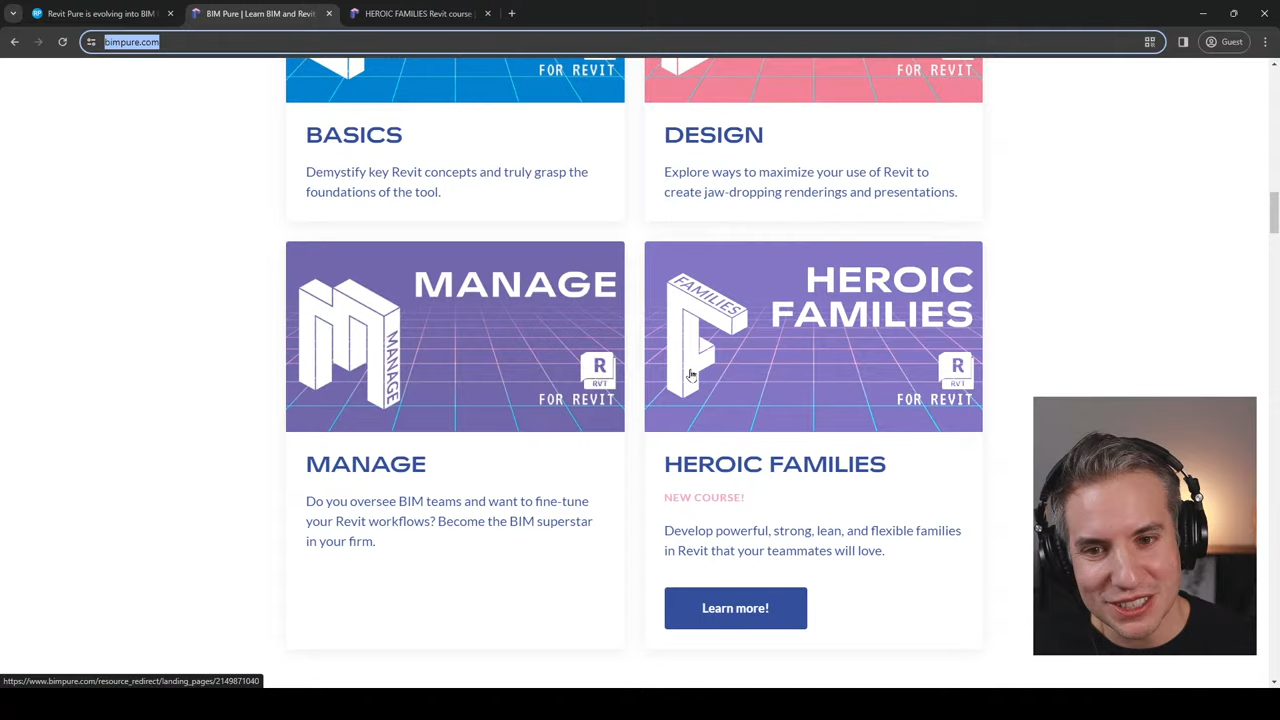 Revit Pure is evolving into BIM
BIM Pure | Learn BIM and Revit
HEROIC FAMILIES Revit course
bimpure.com
Guest
FOR REVIT
FOR REVIT
BASICS
Demystify key Revit concepts and truly grasp the
foundations of the tool.
DESIGN
Explore ways to maximize your use of Revit to
create jaw-dropping renderings and presentations.
MANAGE
MANAGE
R
RVT
FOR REVIT
HEROIC
FAMILIES
FAMILIES
R
RVT
FOR REVIT
MANAGE
Do you oversee BIM teams and want to fine-tune
your Revit workflows? Become the BIM superstar
in your firm.
HEROIC FAMILIES
NEW COURSE!
Develop powerful, strong, lean, and flexible families
in Revit that your teammates will love.
Learn more!
https://www.bimpure.com/resource_redirect/landing_pages/2149871040